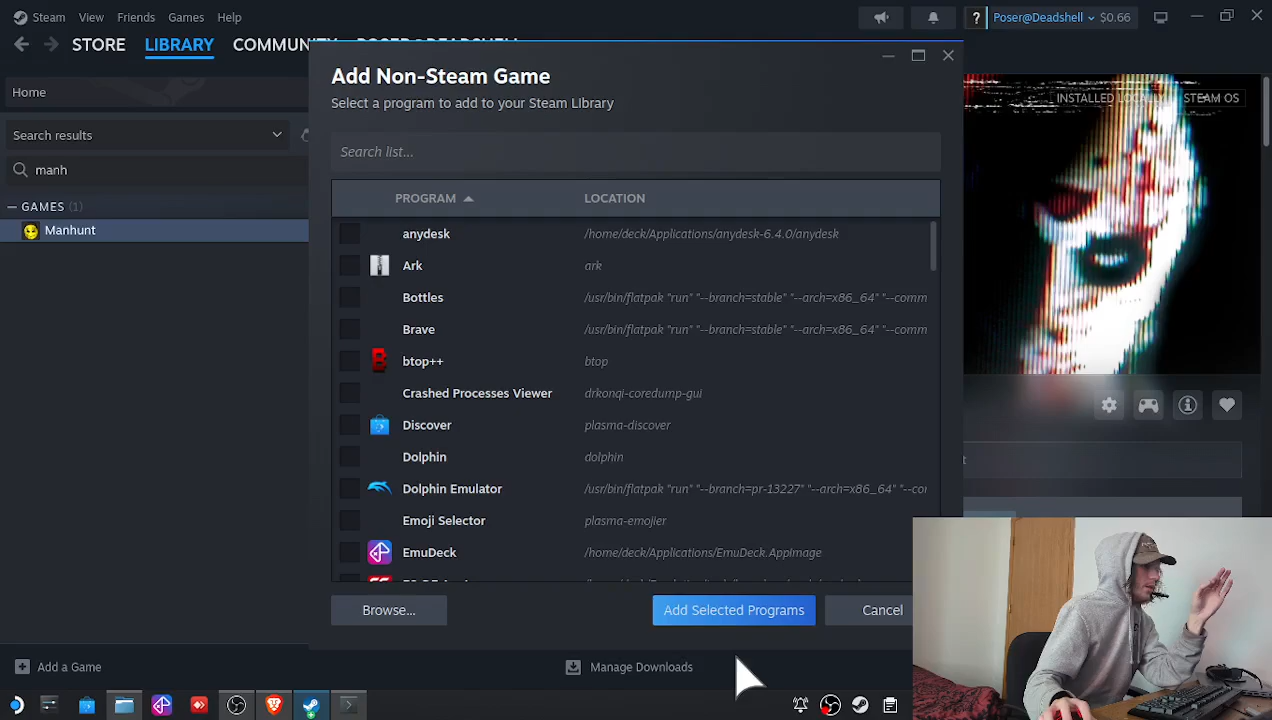 Steam View Friends Games Help
? Poser@Deadshell $0.66
STORE LIBRARY COMMUNITY POSER@DEADSHELL
Home
Search results
manh
GAMES (1)
Manhunt
Add Non-Steam Game
Select a program to add to your Steam Library
Search list...
PROGRAM LOCATION
anydesk /home/deck/Applications/anydesk-6.4.0/anydesk
Ark ark
Bottles /usr/bin/flatpak "run" "--branch=stable" "--arch=x86_64" "--comm
Brave /usr/bin/flatpak "run" "--branch=stable" "--arch=x86_64" "--comm
btop++ btop
Crashed Processes Viewer drkonqi-coredump-gui
Discover plasma-discover
Dolphin dolphin
Dolphin Emulator /usr/bin/flatpak "run" "--branch=pr-13227" "--arch=x86_64" "--co
Emoji Selector plasma-emojier
EmuDeck /home/deck/Applications/EmuDeck.AppImage
Browse... Add Selected Programs Cancel
INSTALLED LOCALLY STEAM OS
Add a Game
Manage Downloads